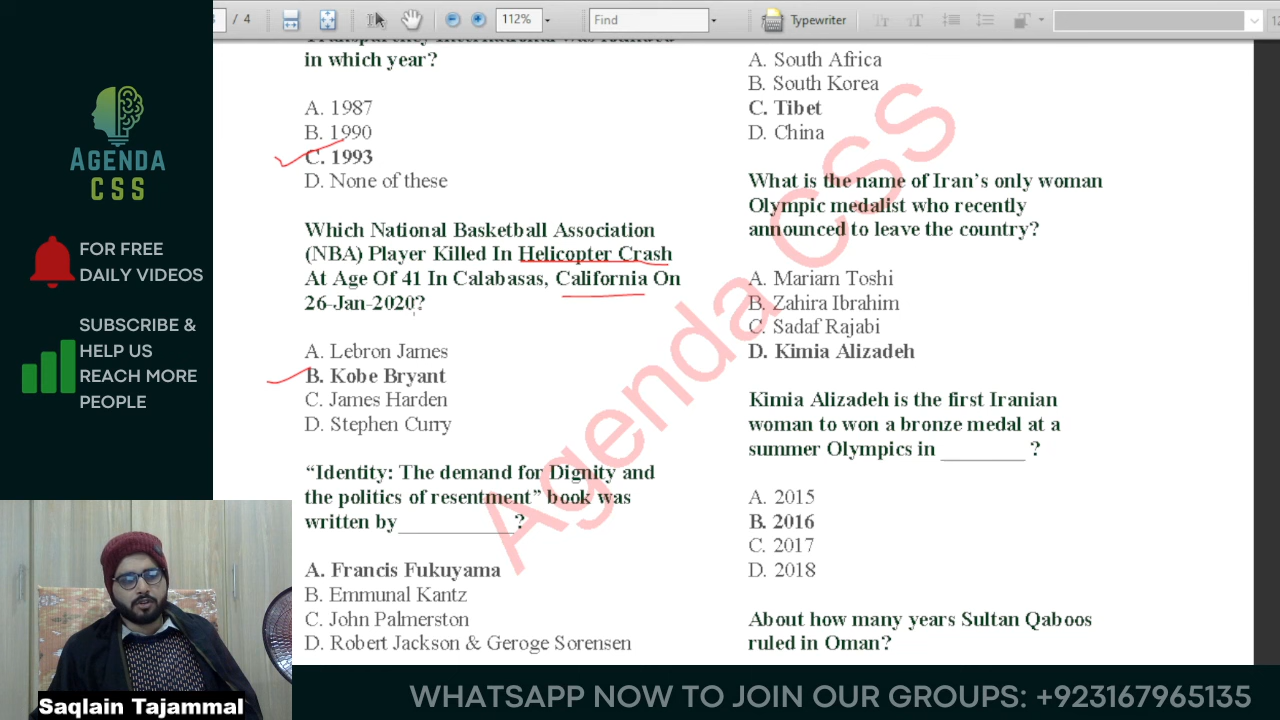 / 4
112%
Find
Typewriter
AGENDA
CSS
FOR FREE
DAILY VIDEOS
SUBSCRIBE &
HELP US
REACH MORE
PEOPLE
Transparency International was founded
in which year?
A. 1987
B. 1990
C. 1993
D. None of these
Which National Basketball Association
(NBA) Player Killed In Helicopter Crash
At Age Of 41 In Calabasas, California On
26-Jan-2020?
A. Lebron James
B. Kobe Bryant
C. James Harden
D. Stephen Curry
“Identity: The demand for Dignity and
the politics of resentment” book was
written by____________?
A. Francis Fukuyama
B. Emmunal Kantz
C. John Palmerston
D. Robert Jackson & Geroge Sorensen
A. South Africa
B. South Korea
C. Tibet
D. China
What is the name of Iran’s only woman
Olympic medalist who recently
announced to leave the country?
A. Mariam Toshi
B. Zahira Ibrahim
C. Sadaf Rajabi
D. Kimia Alizadeh
Kimia Alizadeh is the first Iranian
woman to won a bronze medal at a
summer Olympics in ________ ?
A. 2015
B. 2016
C. 2017
D. 2018
About how many years Sultan Qaboos
ruled in Oman?
Agenda CSS
Saqlain Tajammal
WHATSAPP NOW TO JOIN OUR GROUPS: +923167965135